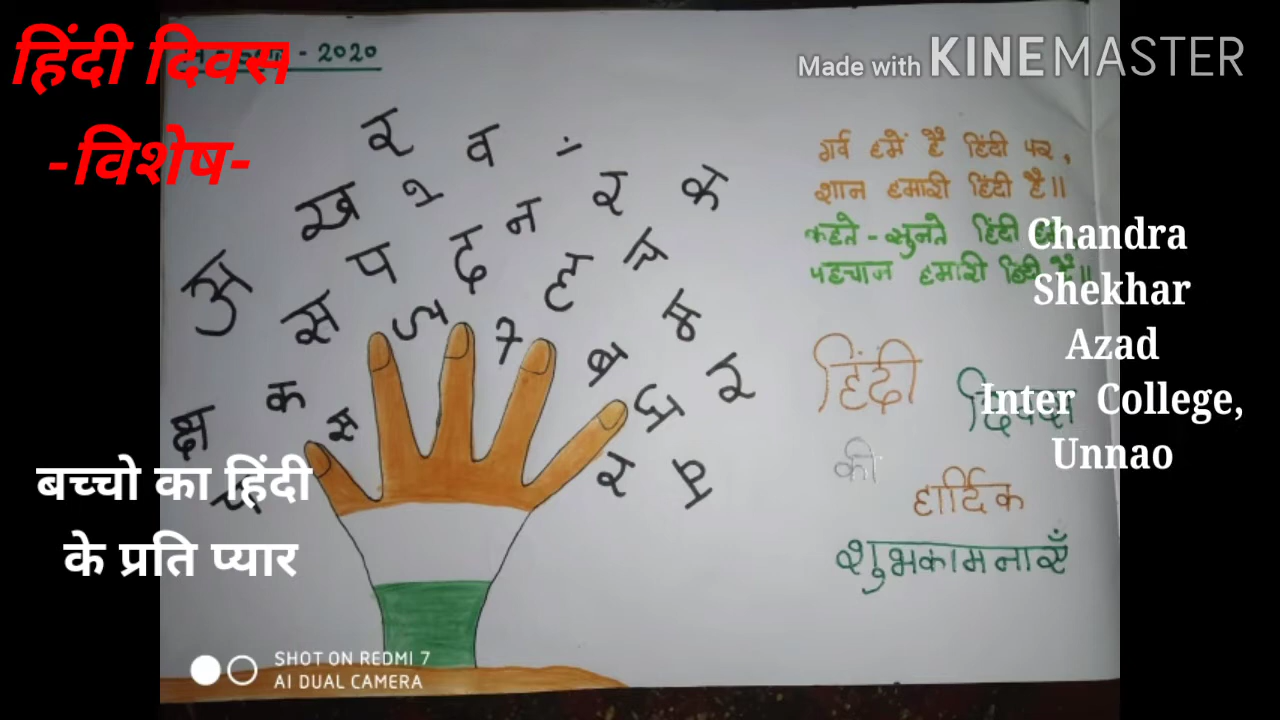 हिंदी दिवस
-विशेष-
- 2020
Made with KINEMASTER
र व
ख न र क
अ स प द ह
ब
क्ष क स
र
गर्व हमें है हिंदी पर,
शान हमारी हिंदी है॥
कहते - सुनते हिंदी
पहचान हमारी हिंदी है॥
Chandra
Shekhar
Azad
Inter College,
Unnao
हिंदी
दिवस
की
हार्दिक
शुभकामनाएँ
बच्चो का हिंदी
के प्रति प्यार
SHOT ON REDMI 7
AI DUAL CAMERA